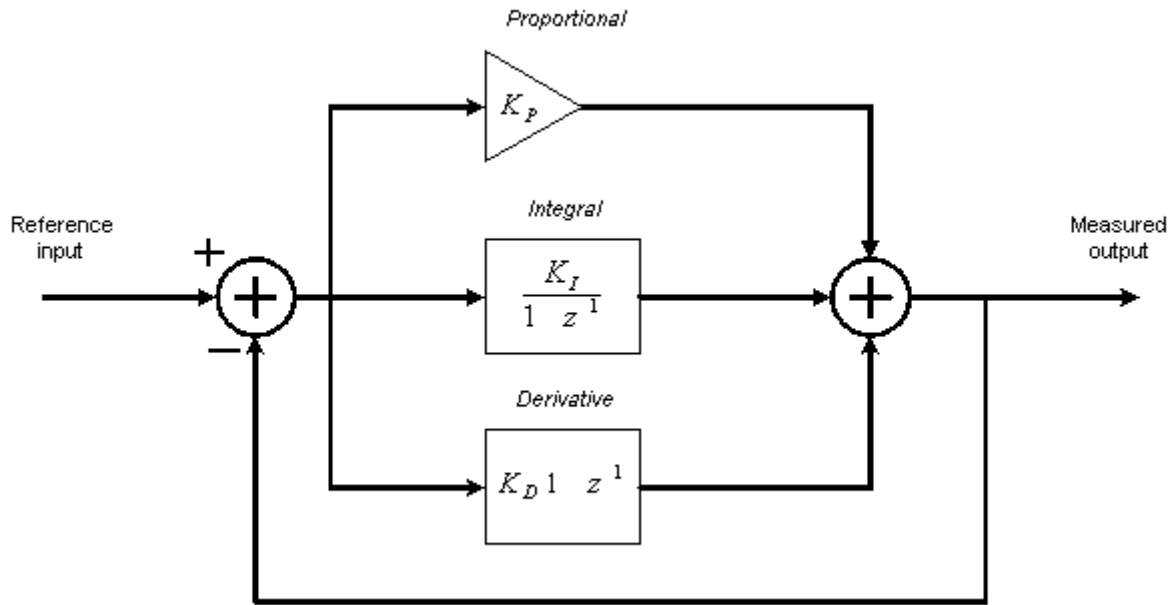 Proportional
K_P
Reference
input
+
−
+
Integral
K_I
1 z^1
+
Measured
output
Derivative
K_D 1 z^1